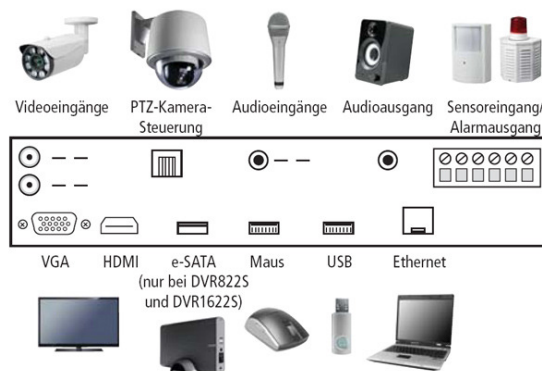 Videoeingänge PTZ-Kamera- Audioeingänge Audioausgang Sensoreingang/
Steuerung Alarmausgang
VGA HDMI e-SATA Maus USB Ethernet
(nur bei DVR822S
und DVR1622S)